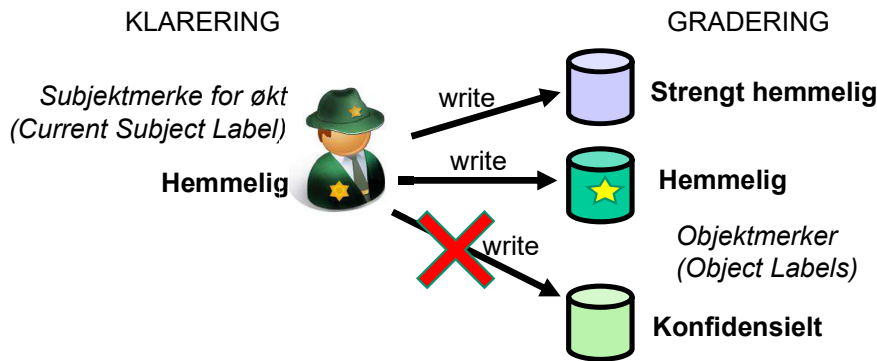 KLARERING
GRADERING
Subjektmerke for økt
(Current Subject Label)
Hemmelig
write
Strengt hemmelig
write
Hemmelig
write
Objektmerker
(Object Labels)
Konfidensielt